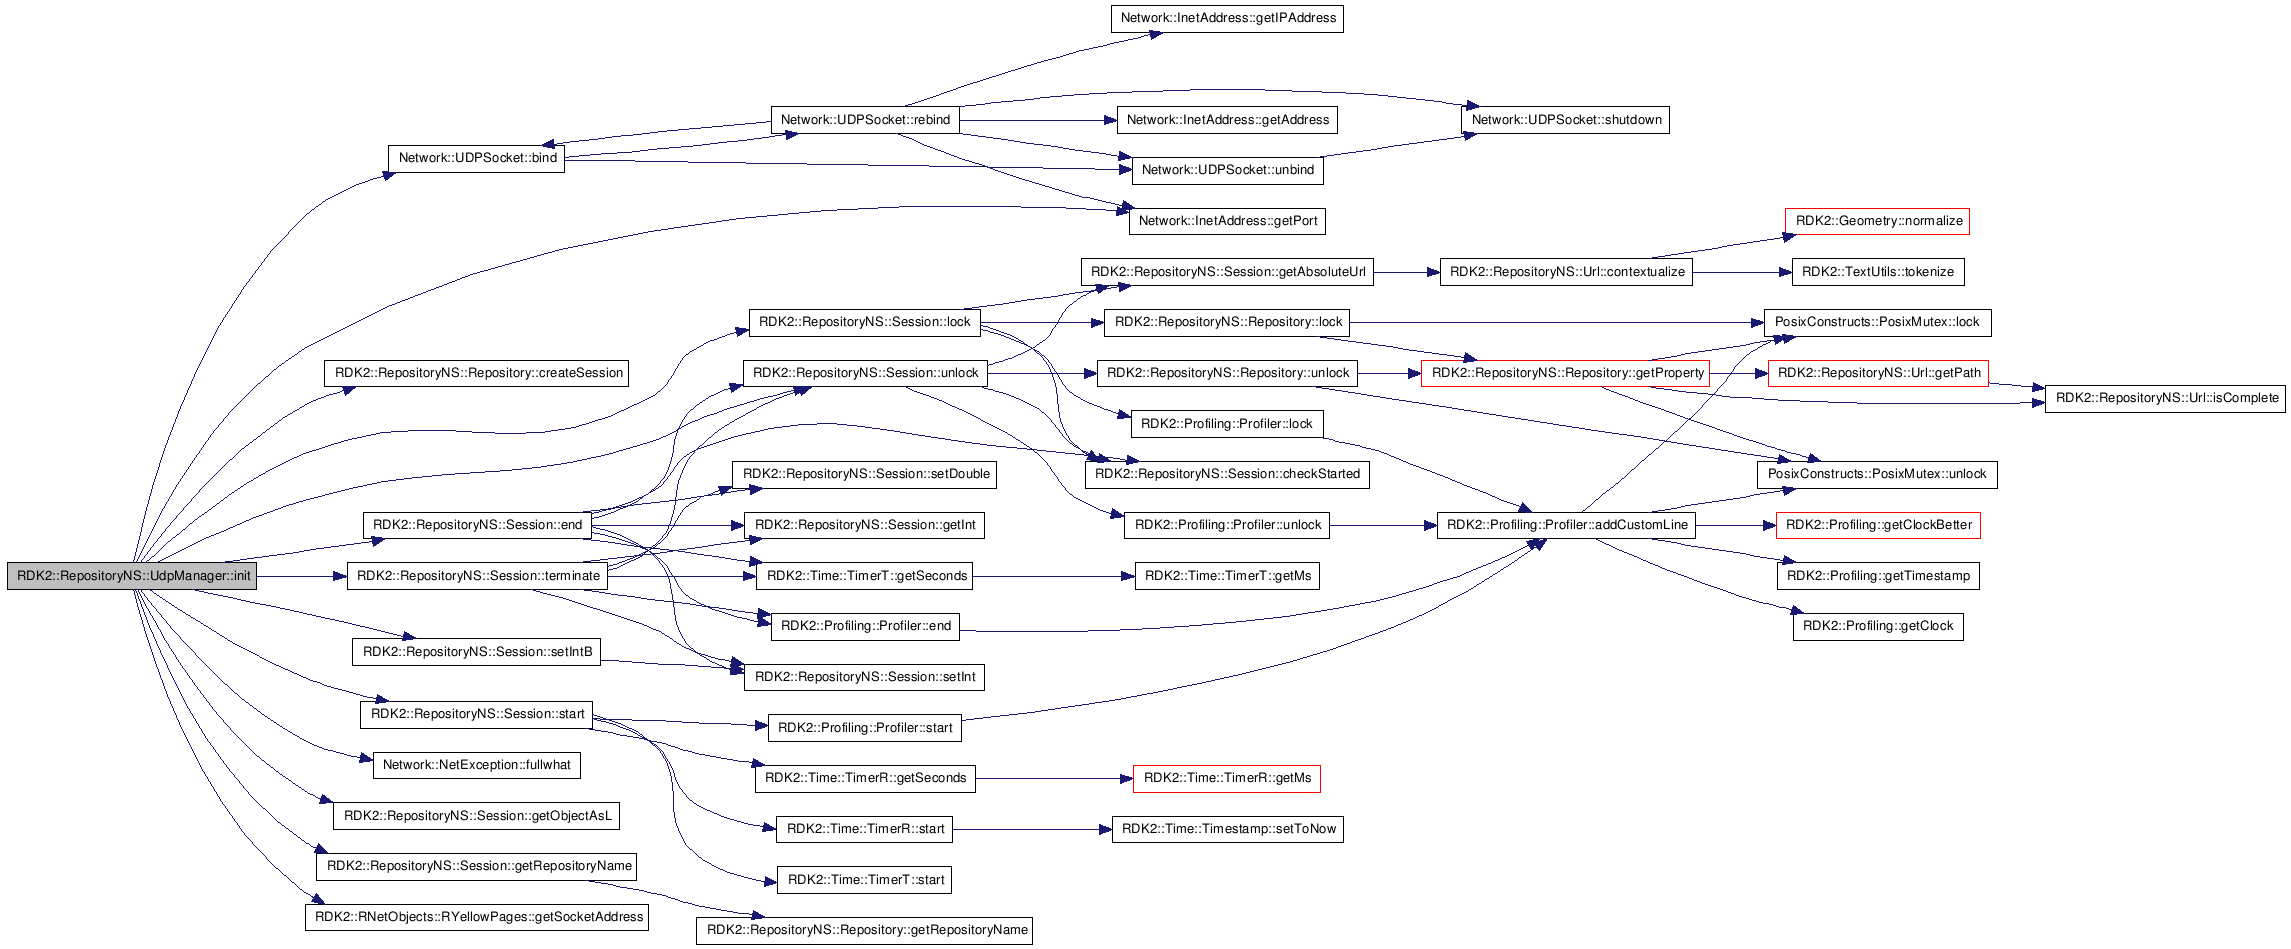 Network::InetAddress::getIPAddress
Network::UDPSocket::rebind
Network::InetAddress::getAddress
Network::UDPSocket::shutdown
Network::UDPSocket::bind
Network::UDPSocket::unbind
Network::InetAddress::getPort
RDK2::Geometry::normalize
RDK2::RepositoryNS::Session::getAbsoluteUrl
RDK2::RepositoryNS::Url::contextualize
RDK2::TextUtils::tokenize
RDK2::RepositoryNS::Session::lock
RDK2::RepositoryNS::Repository::lock
PosixConstructs::PosixMutex::lock
RDK2::RepositoryNS::Repository::createSession
RDK2::RepositoryNS::Session::unlock
RDK2::RepositoryNS::Repository::unlock
RDK2::RepositoryNS::Repository::getProperty
RDK2::RepositoryNS::Url::getPath
RDK2::RepositoryNS::Url::isComplete
RDK2::Profiling::Profiler::lock
RDK2::RepositoryNS::Session::setDouble
RDK2::RepositoryNS::Session::checkStarted
PosixConstructs::PosixMutex::unlock
RDK2::RepositoryNS::Session::end
RDK2::RepositoryNS::Session::getInt
RDK2::Profiling::Profiler::unlock
RDK2::Profiling::Profiler::addCustomLine
RDK2::Profiling::getClockBetter
RDK2::RepositoryNS::UdpManager::init
RDK2::RepositoryNS::Session::terminate
RDK2::Time::TimerT::getSeconds
RDK2::Time::TimerT::getMs
RDK2::Profiling::getTimestamp
RDK2::Profiling::Profiler::end
RDK2::Profiling::getClock
RDK2::RepositoryNS::Session::setIntB
RDK2::RepositoryNS::Session::setInt
RDK2::RepositoryNS::Session::start
RDK2::Profiling::Profiler::start
Network::NetException::fullwhat
RDK2::Time::TimerR::getSeconds
RDK2::Time::TimerR::getMs
RDK2::RepositoryNS::Session::getObjectAsL
RDK2::Time::TimerR::start
RDK2::Time::Timestamp::setToNow
RDK2::RepositoryNS::Session::getRepositoryName
RDK2::Time::TimerT::start
RDK2::RNetObjects::RYellowPages::getSocketAddress
RDK2::RepositoryNS::Repository::getRepositoryName